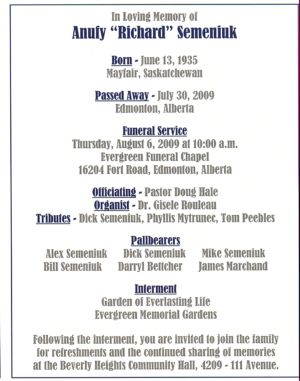 In Loving Memory of
Anufy "Richard" Semeniuk
Born - June 13, 1935
Mayfair, Saskatchewan
Passed Away - July 30, 2009
Edmonton, Alberta
Funeral Service
Thursday, August 6, 2009 at 10:00 a.m.
Evergreen Funeral Chapel
16204 Fort Road, Edmonton, Alberta
Officiating - Pastor Doug Hale
Organist - Dr. Gisele Rouleau
Tributes - Dick Semeniuk, Phyllis Mytrunec, Tom Peebles
Pallbearers
Alex Semeniuk Dick Semeniuk Mike Semeniuk
Bill Semeniuk Darryl Bettcher James Marchand
Interment
Garden of Everlasting Life
Evergreen Memorial Gardens
Following the interment, you are invited to join the family
for refreshments and the continued sharing of memories
at the Beverly Heights Community Hall, 4209 - 111 Avenue.